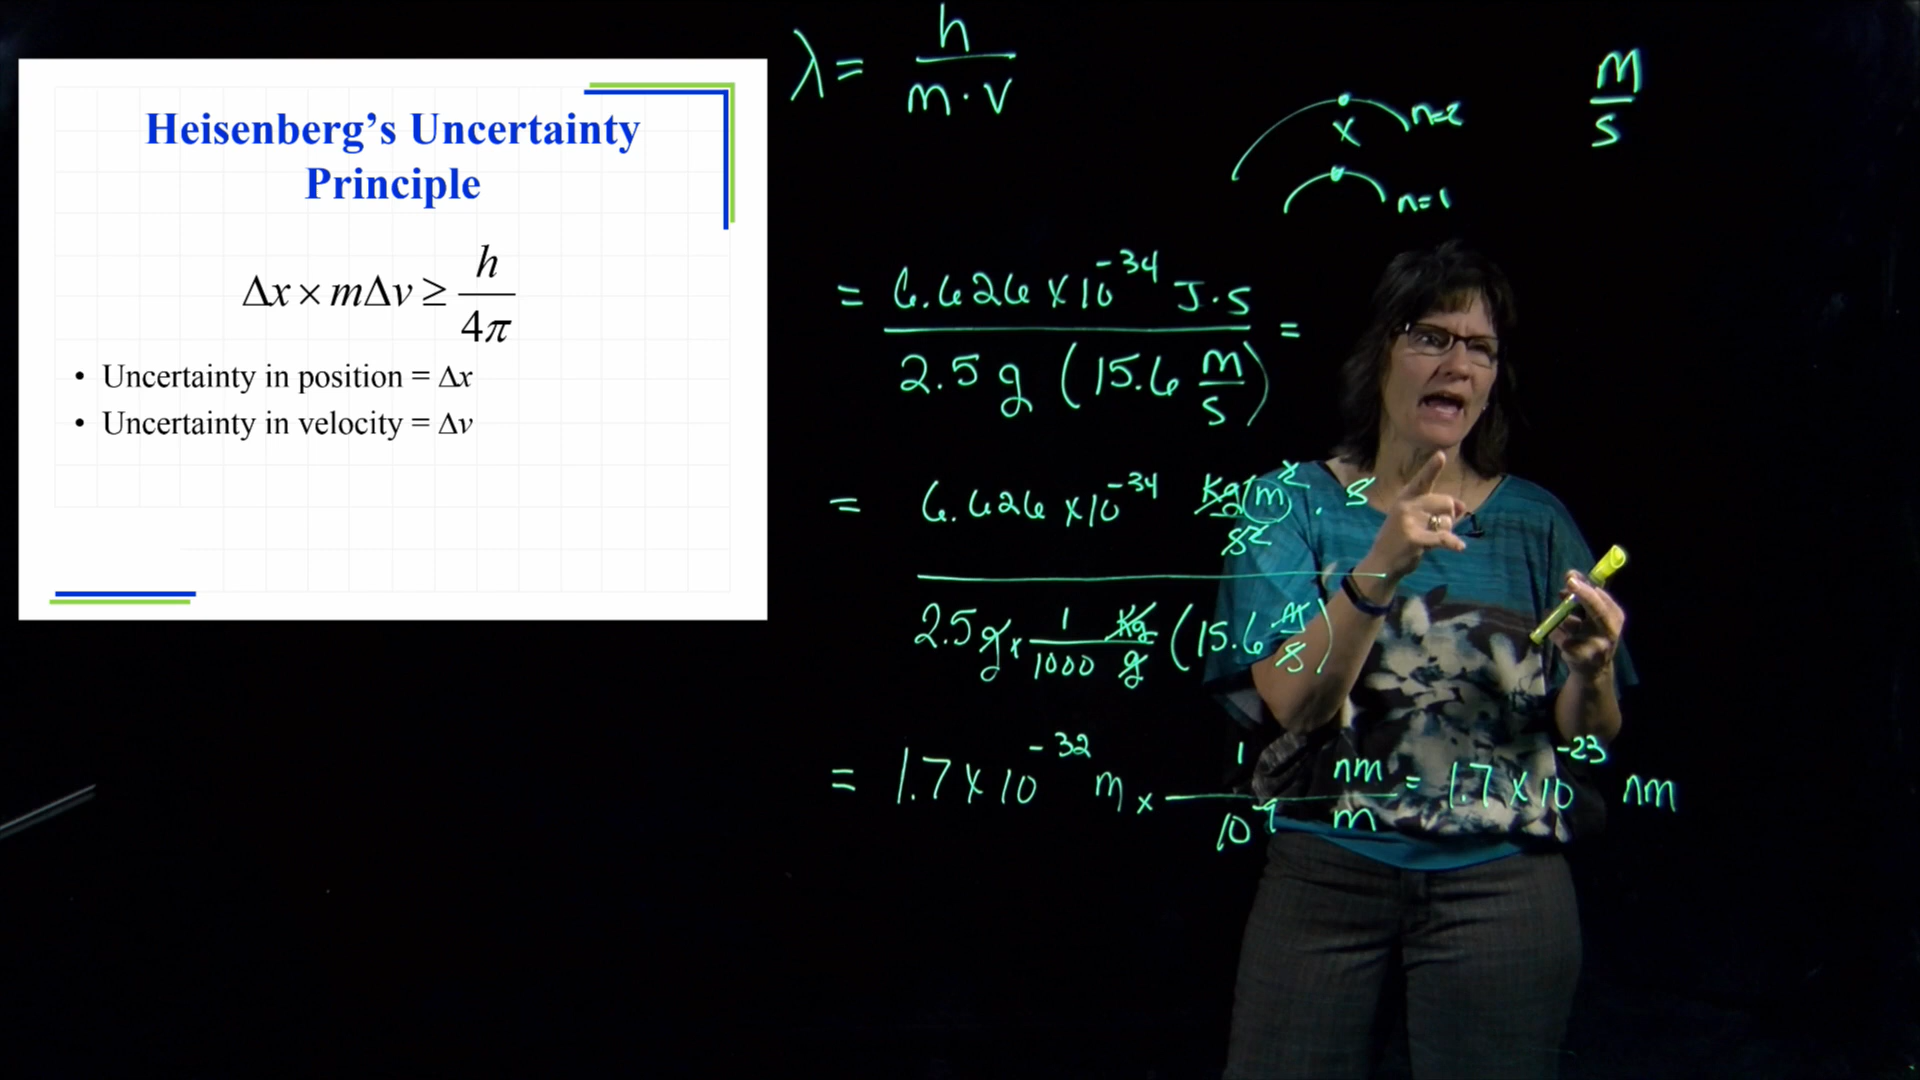 Heisenberg's Uncertainty
Principle
Δx × mΔv ≥ h / 4π
• Uncertainty in position = Δx
• Uncertainty in velocity = Δv
λ = h / m · v
n=2
x
n=1
m / s
= 6.626 x 10^-34 J·s / 2.5 g (15.6 m/s) =
= 6.626 x 10^-34 Kg m^2 / s^2 · s
2.5 g x 1 Kg / 1000 g (15.6 m/s)
= 1.7 x 10^-32 m x 1 nm / 10^-9 m = 1.7 x 10^-23 nm